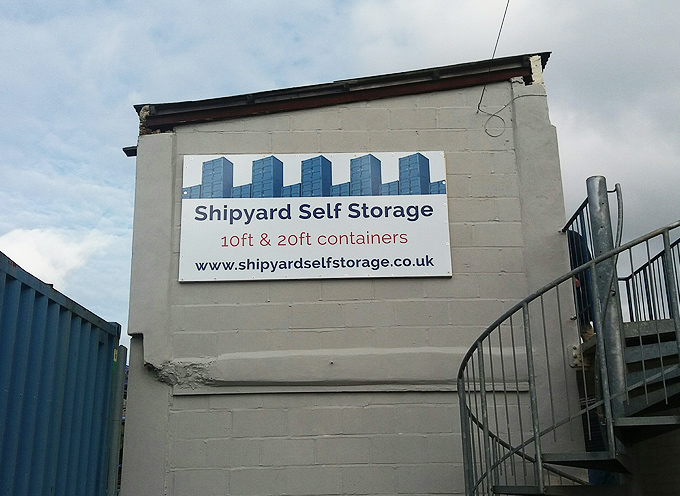 Shipyard Self Storage
10ft & 20ft containers
www.shipyardselfstorage.co.uk